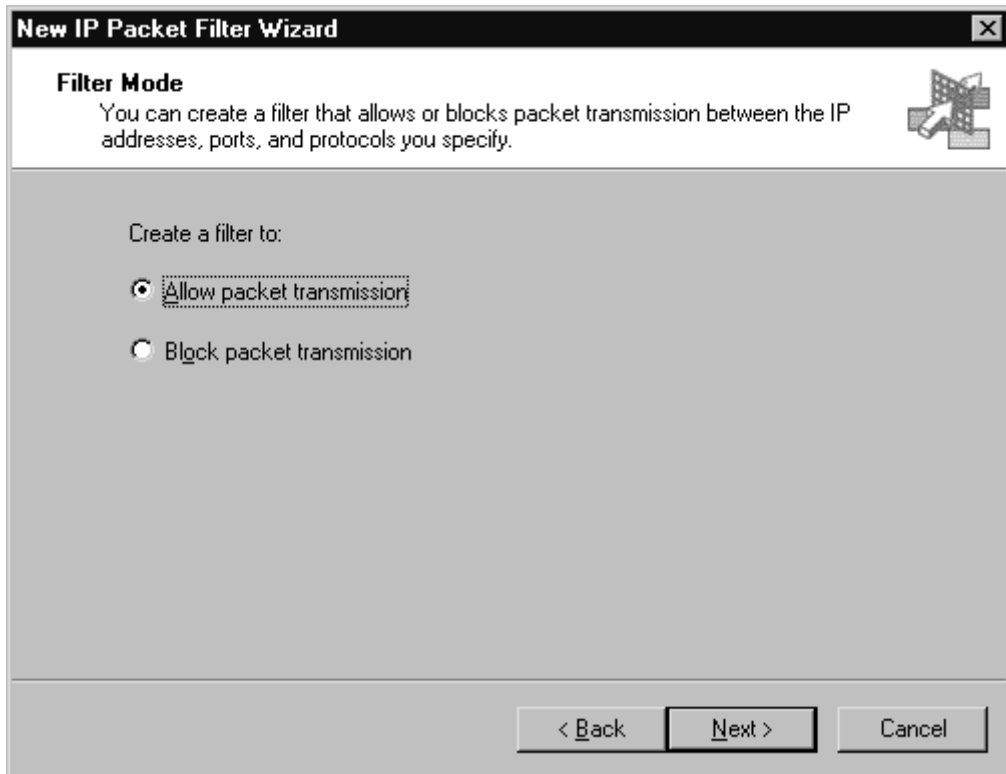 New IP Packet Filter Wizard
Filter Mode
You can create a filter that allows or blocks packet transmission between the IP
addresses, ports, and protocols you specify.
Create a filter to:
Allow packet transmission
Block packet transmission
< Back Next > Cancel